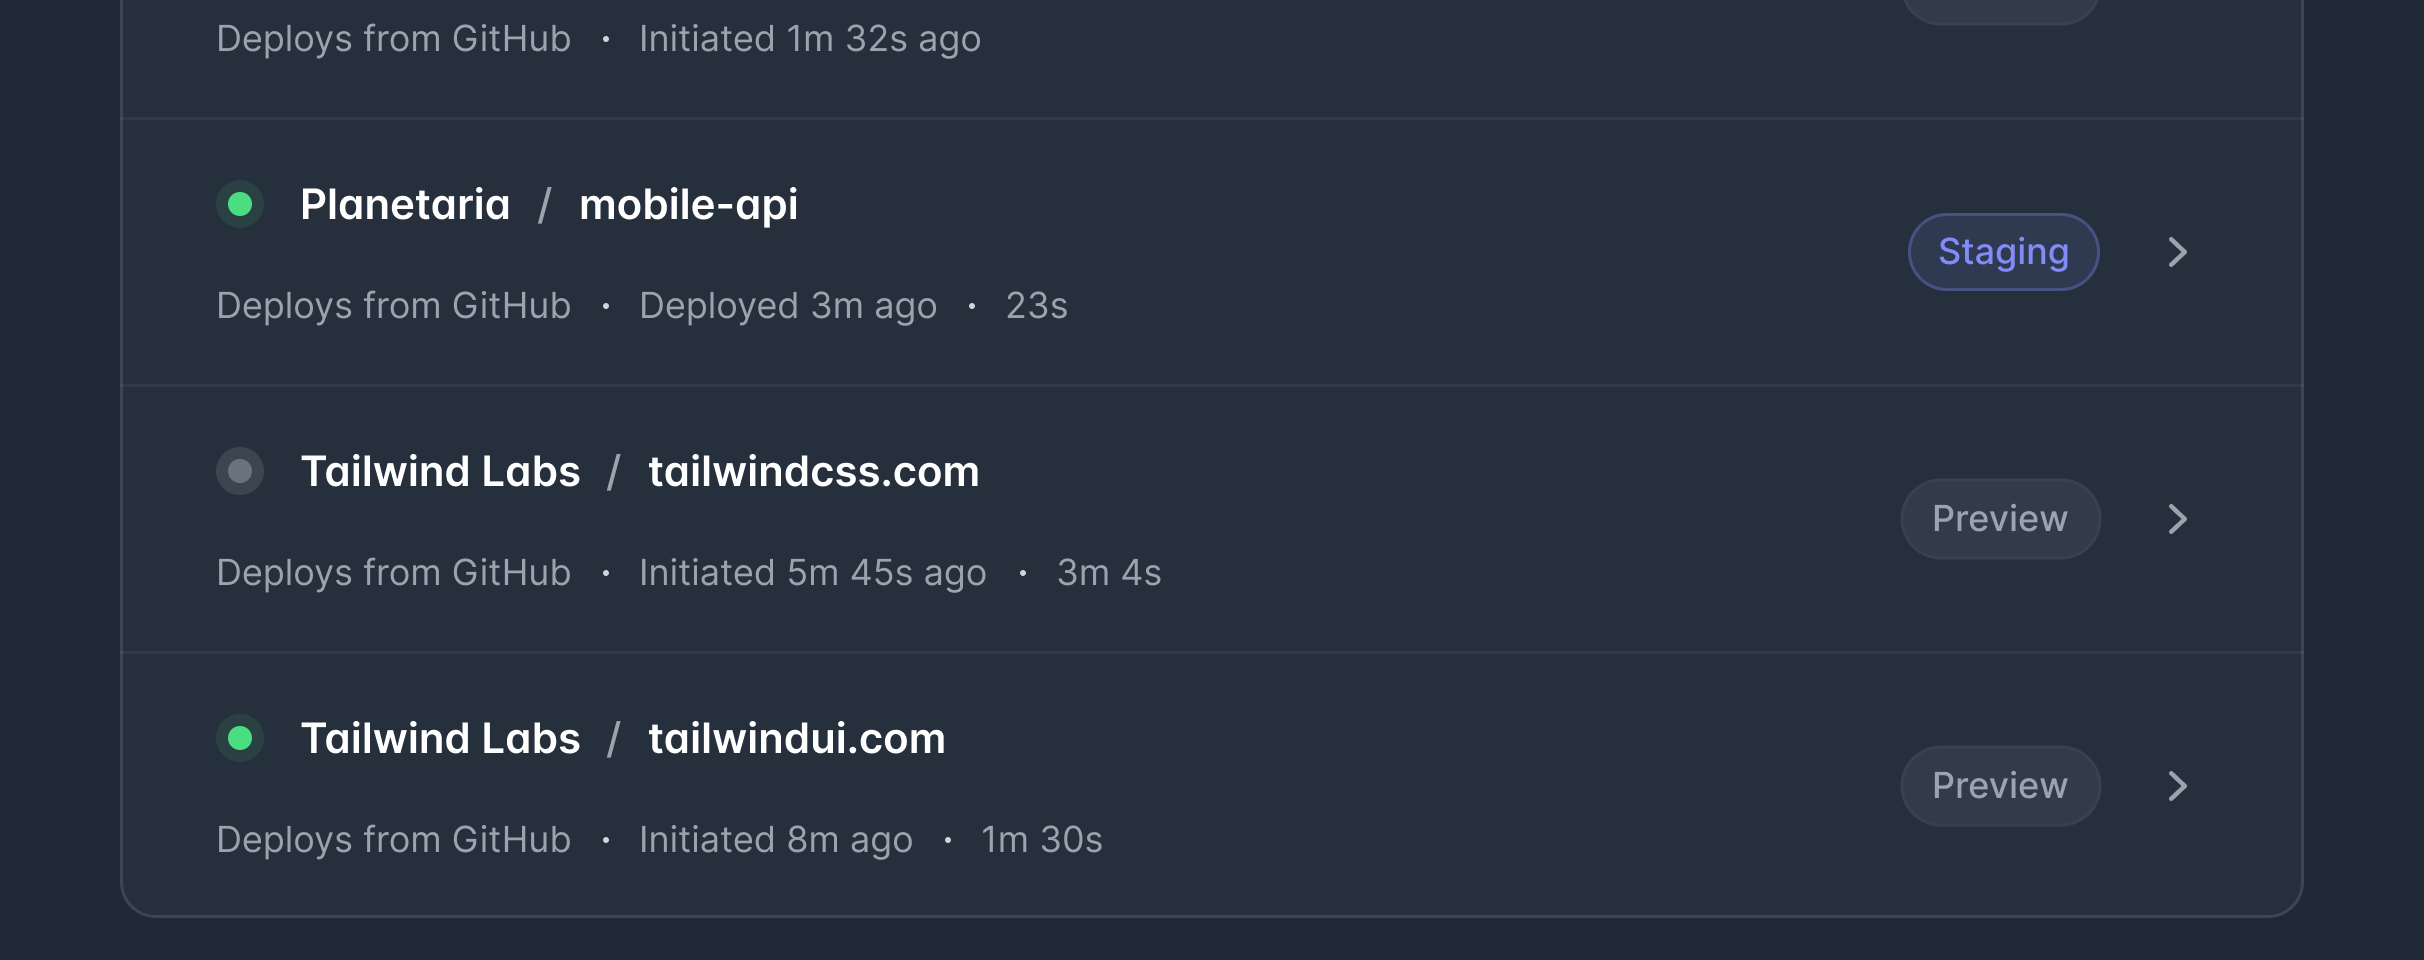 Deploys from GitHub · Initiated 1m 32s ago
Planetaria / mobile-api
Staging
Deploys from GitHub · Deployed 3m ago · 23s
Tailwind Labs / tailwindcss.com
Preview
Deploys from GitHub · Initiated 5m 45s ago · 3m 4s
Tailwind Labs / tailwindui.com
Preview
Deploys from GitHub · Initiated 8m ago · 1m 30s